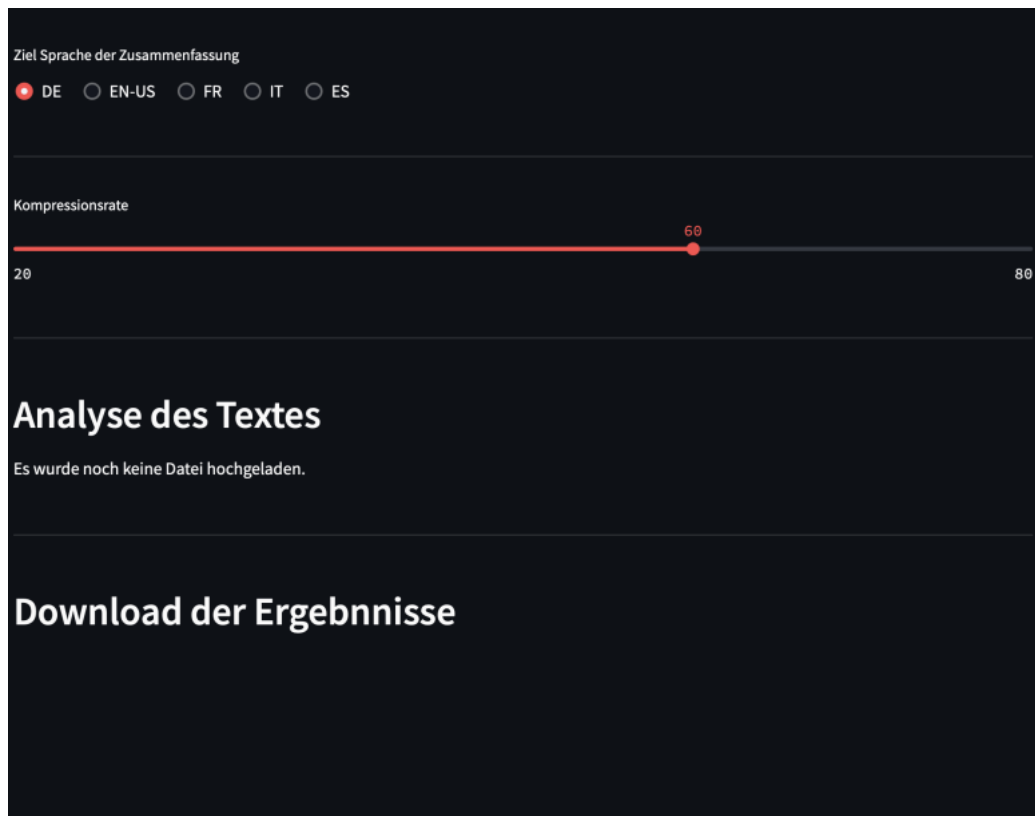 Ziel Sprache der Zusammenfassung
DE EN-US FR IT ES
Kompressionsrate
60
20 80
Analyse des Textes
Es wurde noch keine Datei hochgeladen.
Download der Ergebnnisse